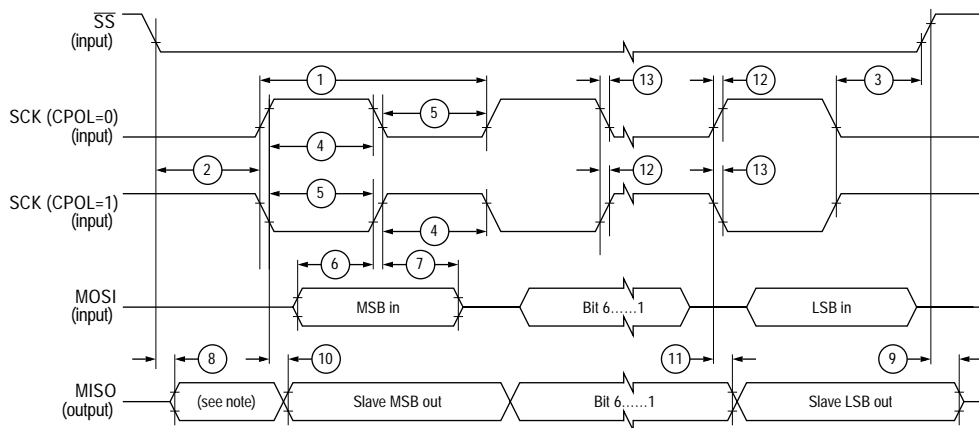 SS
(input)
1
13
12
3
SCK (CPOL=0)
(input)
5
4
2
12
13
SCK (CPOL=1)
(input)
5
4
6
7
MOSI
(input)
MSB in
Bit 6......1
LSB in
8
10
11
9
MISO
(output)
(see note)
Slave MSB out
Bit 6......1
Slave LSB out